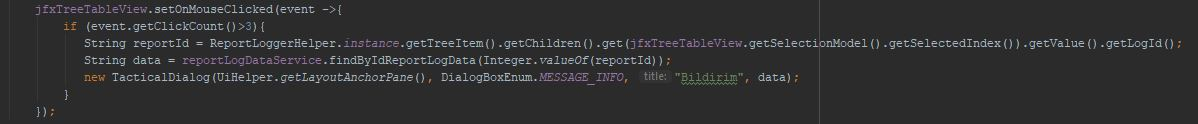 jfxTreeTableView.setOnMouseClicked(event ->{
if (event.getClickCount()>3){
String reportId = ReportLoggerHelper.instance.getTreeItem().getChildren().get(jfxTreeTableView.getSelectionModel().getSelectedIndex()).getValue().getLogId();
String data = reportLogDataService.findByIdReportLogData(Integer.valueOf(reportId));
new TacticalDialog(UiHelper.getLayoutAnchorPane(), DialogBoxEnum.MESSAGE_INFO, title: "Bildirim", data);
}
});